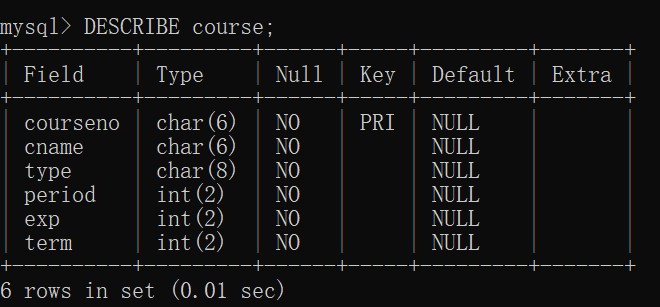 mysql> DESCRIBE course;
+----------+---------+------+-----+---------+-------+
| Field    | Type    | Null | Key | Default | Extra |
+----------+---------+------+-----+---------+-------+
| courseno | char(6) | NO   | PRI | NULL    |       |
| cname    | char(6) | NO   |     | NULL    |       |
| type     | char(8) | NO   |     | NULL    |       |
| period   | int(2)  | NO   |     | NULL    |       |
| exp      | int(2)  | NO   |     | NULL    |       |
| term     | int(2)  | NO   |     | NULL    |       |
+----------+---------+------+-----+---------+-------+
6 rows in set (0.01 sec)